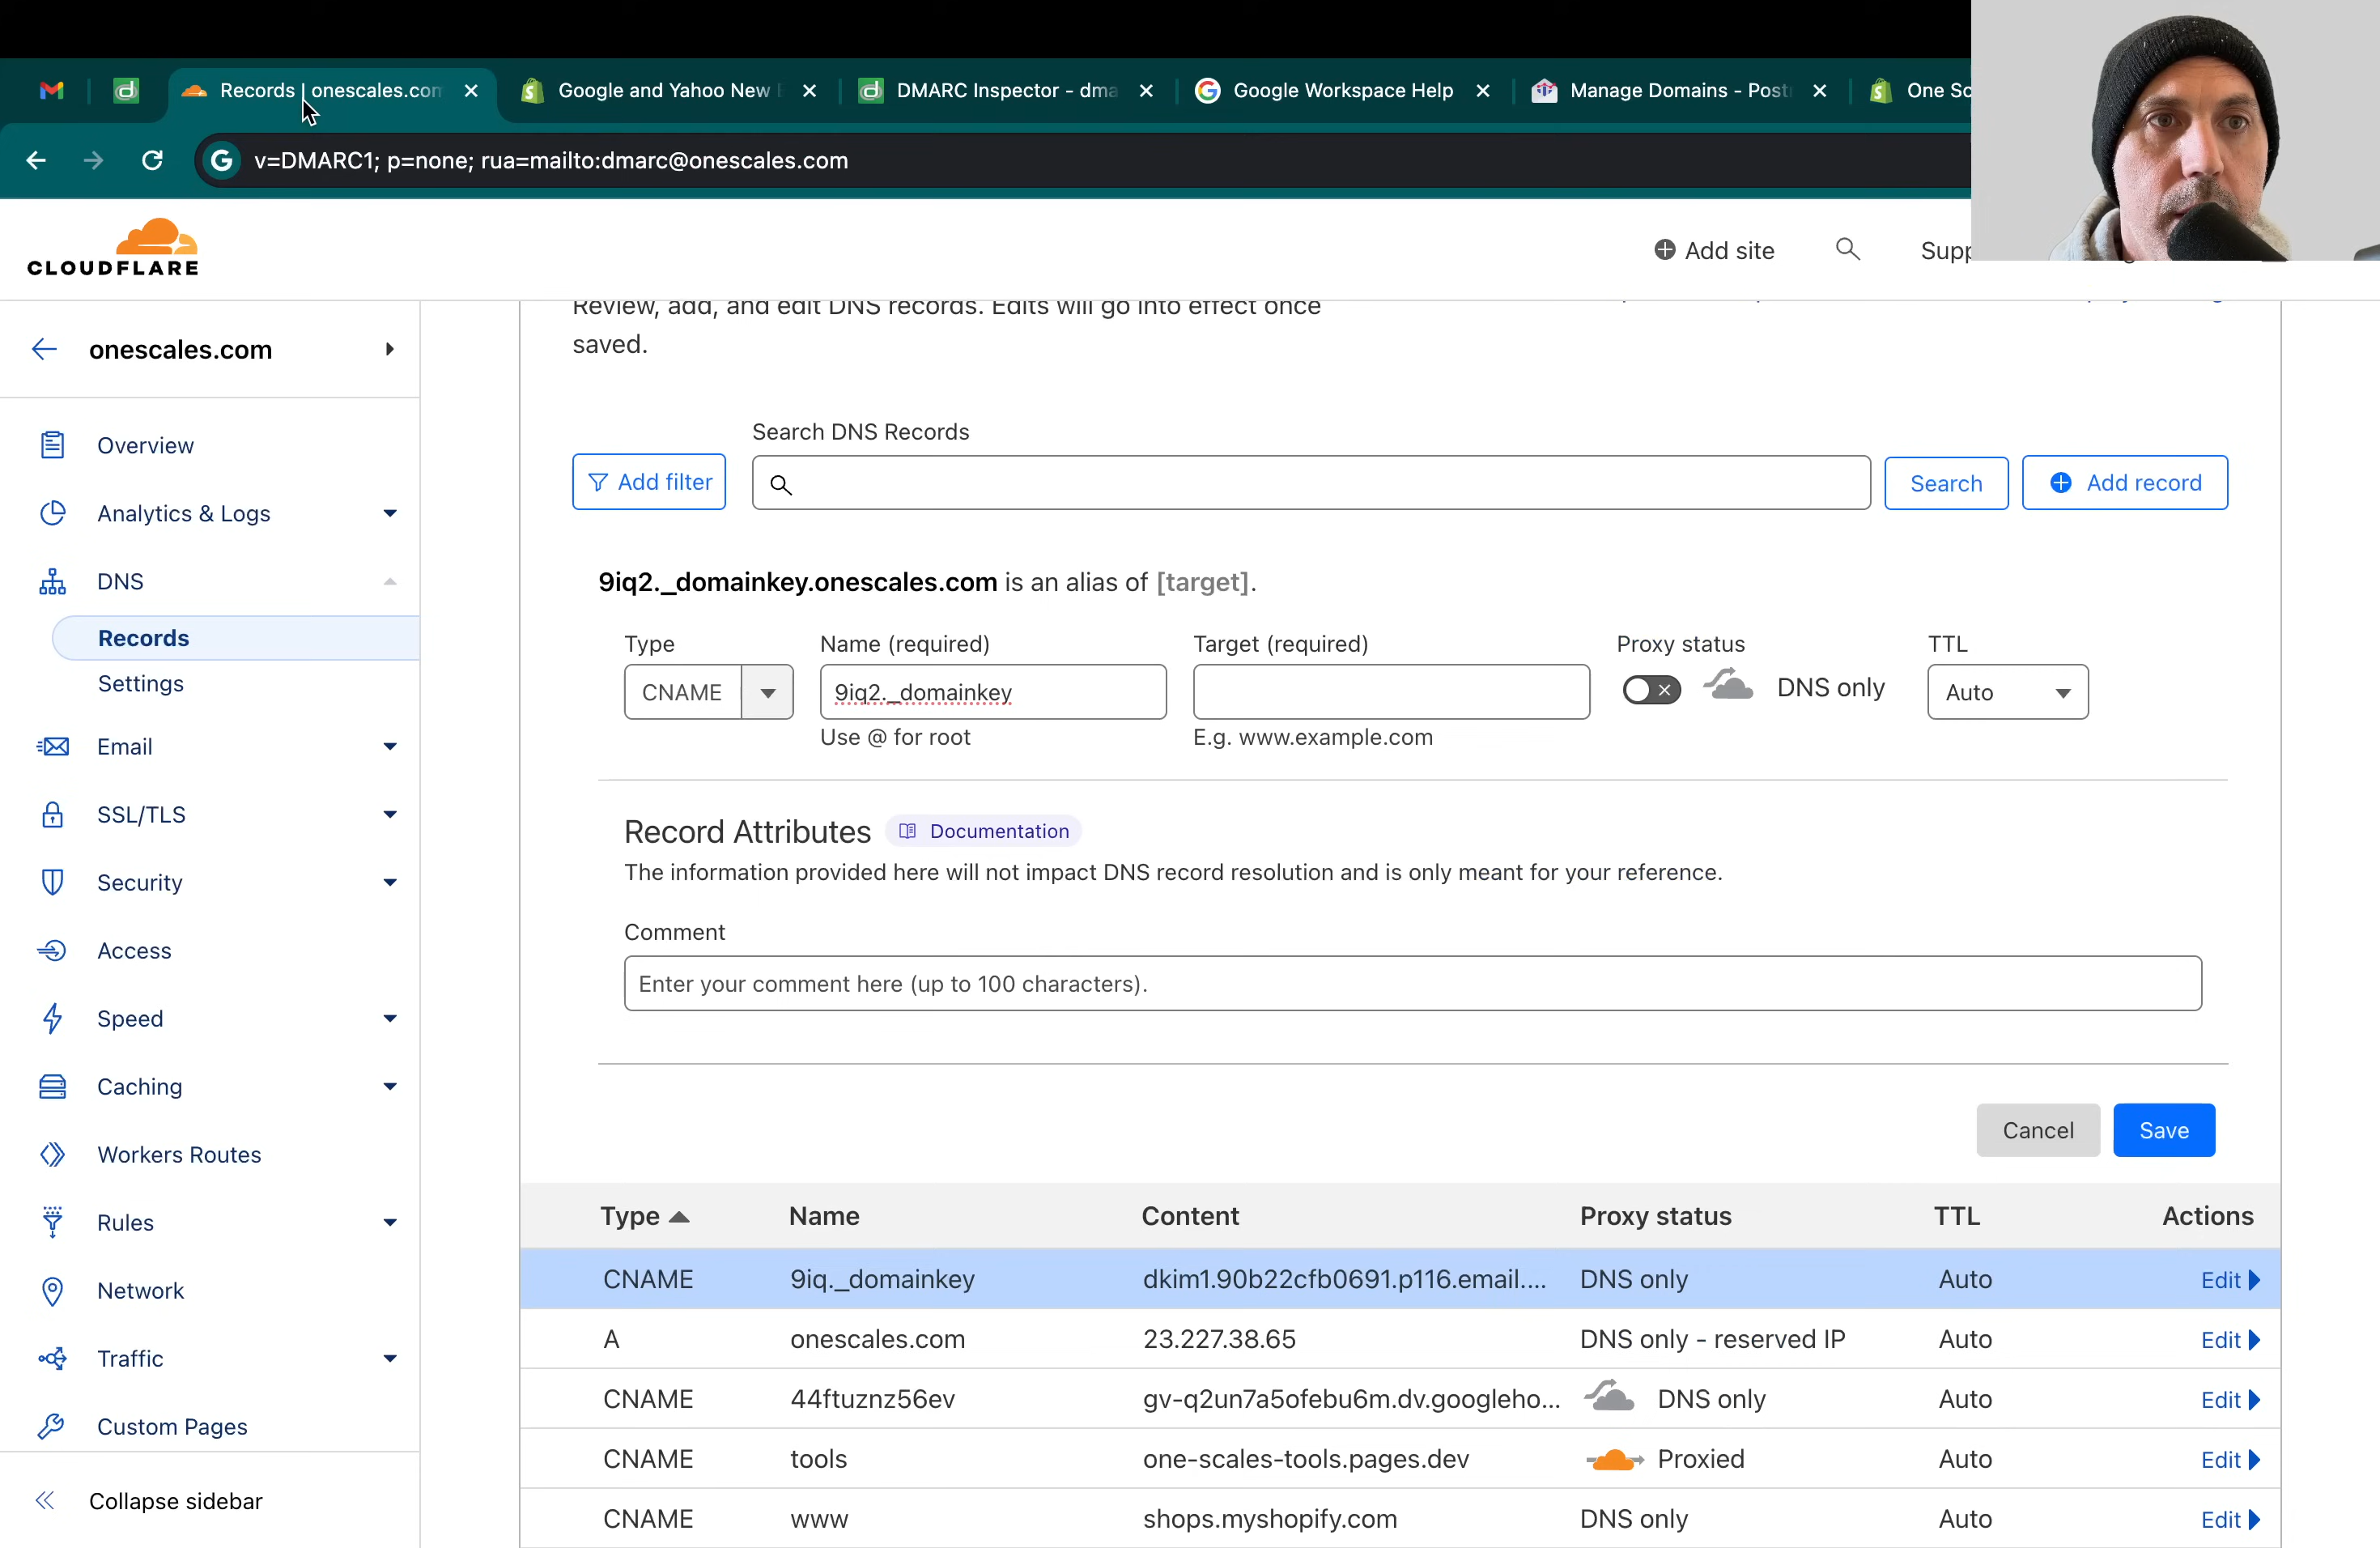 Records | onescales.com
Google and Yahoo New
DMARC Inspector - dma
Google Workspace Help
Manage Domains - Post
One Sc
v=DMARC1; p=none; rua=mailto:dmarc@onescales.com
CLOUDFLARE
Add site
Supp
onescales.com
Overview
Analytics & Logs
DNS
Records
Settings
Email
SSL/TLS
Security
Access
Speed
Caching
Workers Routes
Rules
Network
Traffic
Custom Pages
Collapse sidebar
Review, add, and edit DNS records. Edits will go into effect once
saved.
Search DNS Records
Add filter
Search
Add record
9iq2._domainkey.onescales.com is an alias of [target].
Type
Name (required)
Target (required)
Proxy status
TTL
CNAME
9iq2._domainkey
DNS only
Auto
Use @ for root
E.g. www.example.com
Record Attributes
Documentation
The information provided here will not impact DNS record resolution and is only meant for your reference.
Comment
Enter your comment here (up to 100 characters).
Cancel
Save
Type Name Content Proxy status TTL Actions
CNAME 9iq._domainkey dkim1.90b22cfb0691.p116.email.... DNS only Auto Edit
A onescales.com 23.227.38.65 DNS only - reserved IP Auto Edit
CNAME 44ftuznz56ev gv-q2un7a5ofebu6m.dv.googleho... DNS only Auto Edit
CNAME tools one-scales-tools.pages.dev Proxied Auto Edit
CNAME www shops.myshopify.com DNS only Auto Edit